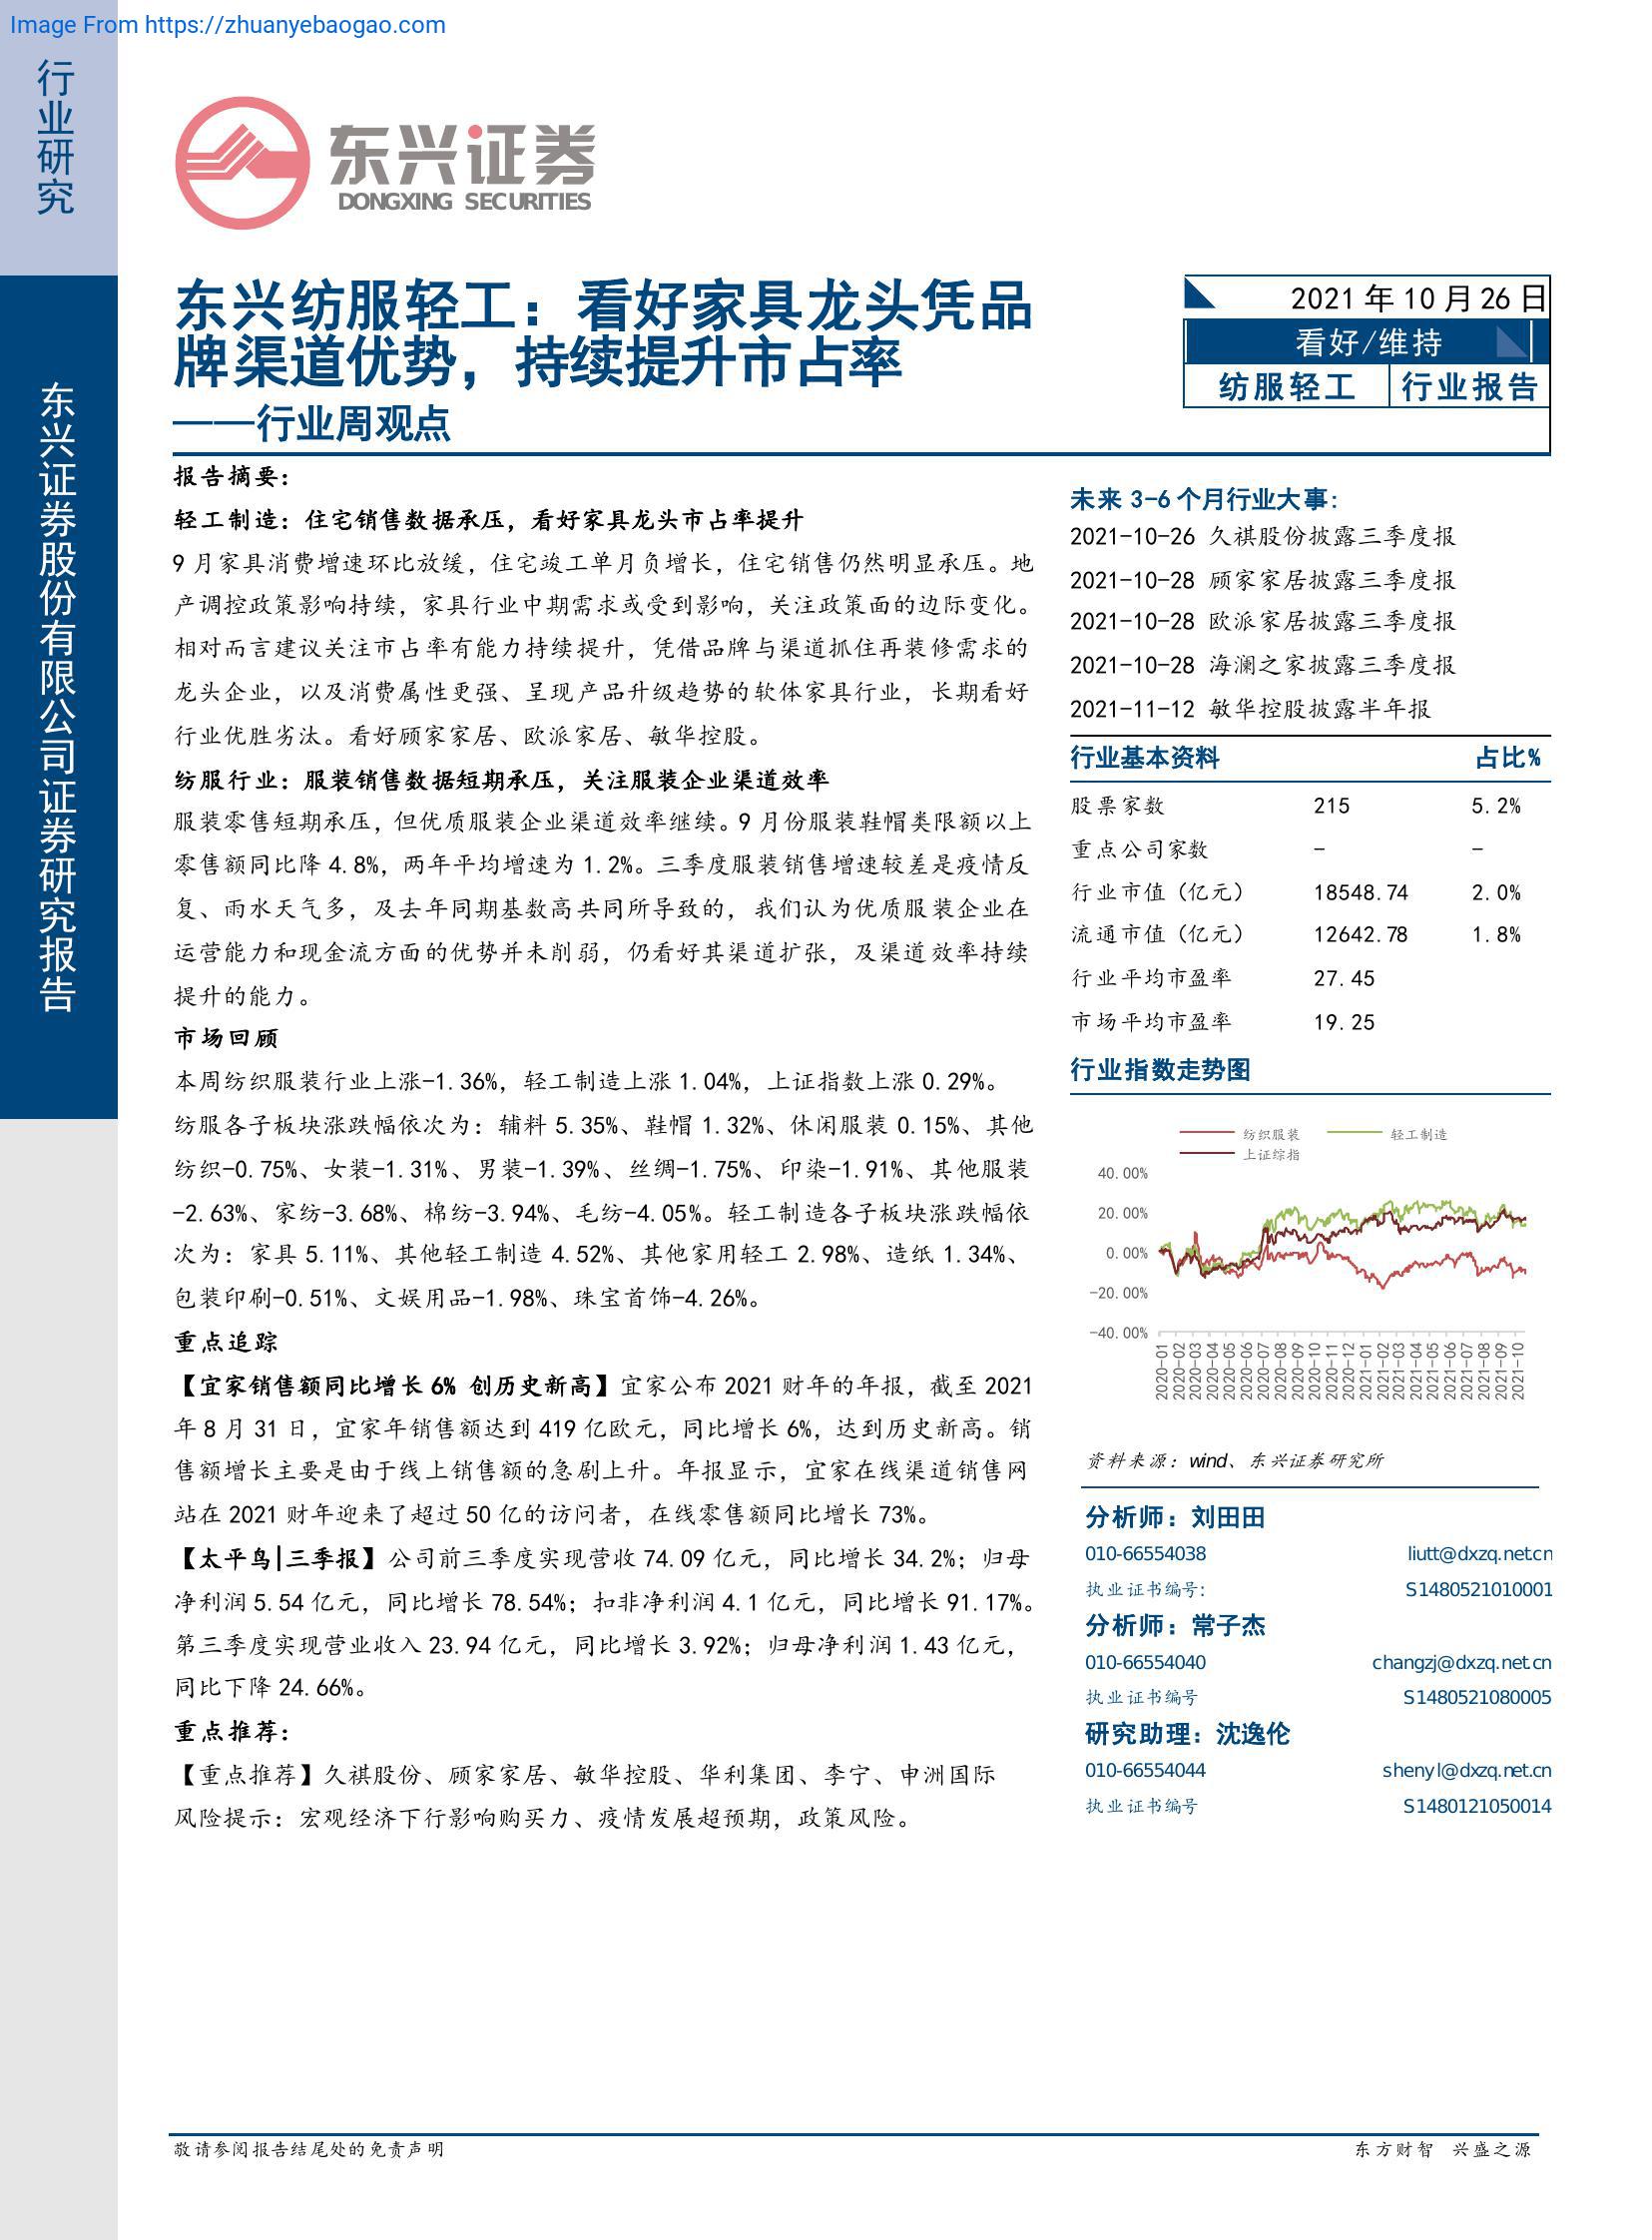 Image From https://zhuanyebaogao.com
行业研究
东兴证券股份有限公司证券研究报告
东兴证券
DONGXING SECURITIES
东兴纺服轻工：看好家具龙头凭品
牌渠道优势，持续提升市占率
——行业周观点
2021 年 10 月 26 日
看好/维持
纺服轻工 行业报告
报告摘要：
轻工制造：住宅销售数据承压，看好家具龙头市占率提升
9 月家具消费增速环比放缓，住宅竣工单月负增长，住宅销售仍然明显承压。地
产调控政策影响持续，家具行业中期需求或受到影响，关注政策面的边际变化。
相对而言建议关注市占率有能力持续提升，凭借品牌与渠道抓住再装修需求的
龙头企业，以及消费属性更强、呈现产品升级趋势的软体家具行业，长期看好
行业优胜劣汰。看好顾家家居、欧派家居、敏华控股。
纺服行业：服装销售数据短期承压，关注服装企业渠道效率
服装零售短期承压，但优质服装企业渠道效率继续。9 月份服装鞋帽类限额以上
零售额同比降 4.8%，两年平均增速为 1.2%。三季度服装销售增速较差是疫情反
复、雨水天气多，及去年同期基数高共同所导致的，我们认为优质服装企业在
运营能力和现金流方面的优势并未削弱，仍看好其渠道扩张，及渠道效率持续
提升的能力。
市场回顾
本周纺织服装行业上涨-1.36%，轻工制造上涨 1.04%，上证指数上涨 0.29%。
纺服各子板块涨跌幅依次为：辅料 5.35%、鞋帽 1.32%、休闲服装 0.15%、其他
纺织-0.75%、女装-1.31%、男装-1.39%、丝绸-1.75%、印染-1.91%、其他服装
-2.63%、家纺-3.68%、棉纺-3.94%、毛纺-4.05%。轻工制造各子板块涨跌幅依
次为：家具 5.11%、其他轻工制造 4.52%、其他家用轻工 2.98%、造纸 1.34%、
包装印刷-0.51%、文娱用品-1.98%、珠宝首饰-4.26%。
重点追踪
【宜家销售额同比增长 6% 创历史新高】宜家公布 2021 财年的年报，截至 2021
年 8 月 31 日，宜家年销售额达到 419 亿欧元，同比增长 6%，达到历史新高。销
售额增长主要是由于线上销售额的急剧上升。年报显示，宜家在线渠道销售网
站在 2021 财年迎来了超过 50 亿的访问者，在线零售额同比增长 73%。
【太平鸟|三季报】公司前三季度实现营收 74.09 亿元，同比增长 34.2%；归母
净利润 5.54 亿元，同比增长 78.54%；扣非净利润 4.1 亿元，同比增长 91.17%。
第三季度实现营业收入 23.94 亿元，同比增长 3.92%；归母净利润 1.43 亿元，
同比下降 24.66%。
重点推荐：
【重点推荐】久祺股份、顾家家居、敏华控股、华利集团、李宁、申洲国际
风险提示：宏观经济下行影响购买力、疫情发展超预期，政策风险。
未来 3-6 个月行业大事:
2021-10-26 久祺股份披露三季度报
2021-10-28 顾家家居披露三季度报
2021-10-28 欧派家居披露三季度报
2021-10-28 海澜之家披露三季度报
2021-11-12 敏华控股披露半年报
行业基本资料 占比%
股票家数 215 5.2%
重点公司家数 - -
行业市值（亿元） 18548.74 2.0%
流通市值（亿元） 12642.78 1.8%
行业平均市盈率 27.45
市场平均市盈率 19.25
行业指数走势图
纺织服装 轻工制造
上证综指
40.00%
20.00%
0.00%
-20.00%
-40.00%
2020-01 2020-02 2020-03 2020-04 2020-05 2020-06 2020-07 2020-08 2020-09 2020-10 2020-11 2020-12 2021-01 2021-02 2021-03 2021-04 2021-05 2021-06 2021-07 2021-08 2021-09 2021-10
资料来源：wind、东兴证券研究所
分析师：刘田田
010-66554038 liutt@dxzq.net.cn
执业证书编号: S1480521010001
分析师：常子杰
010-66554040 changzj@dxzq.net.cn
执业证书编号 S1480521080005
研究助理：沈逸伦
010-66554044 shenyl@dxzq.net.cn
执业证书编号 S1480121050014
敬请参阅报告结尾处的免责声明
东方财智 兴盛之源